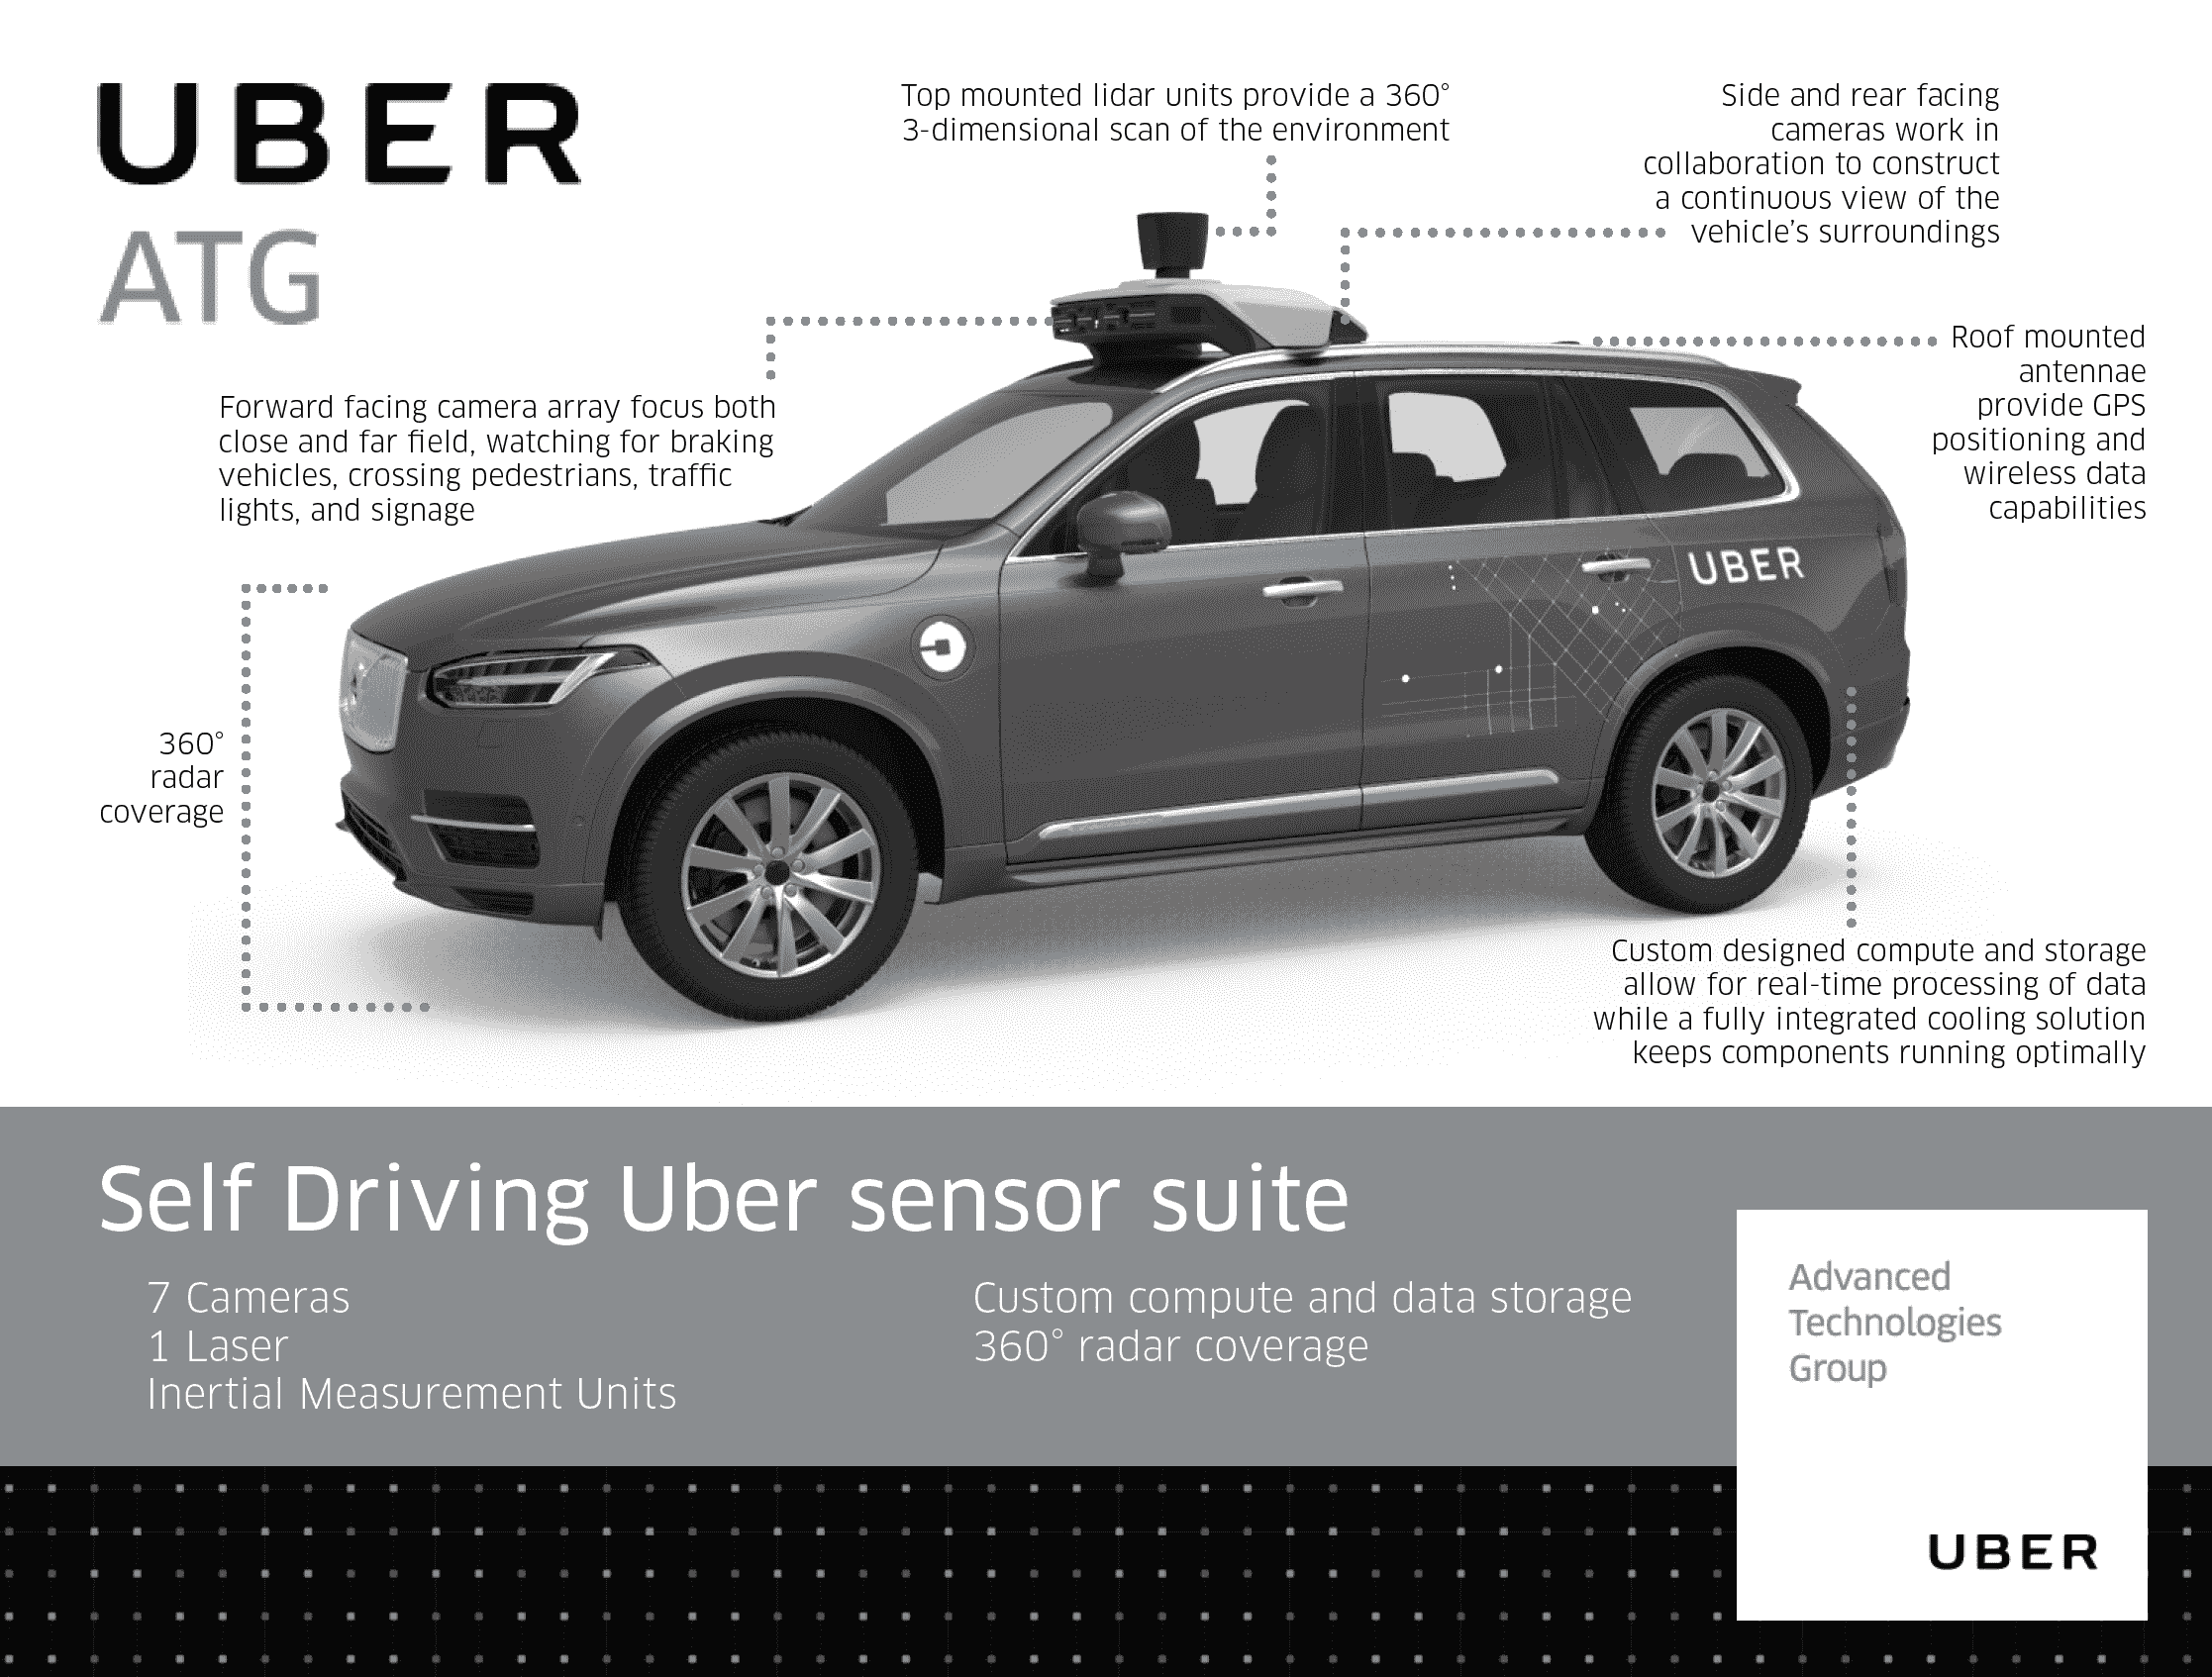 UBER
ATG
Top mounted lidar units provide a 360°
3-dimensional scan of the environment
Side and rear facing
cameras work in
collaboration to construct
a continuous view of the
vehicle's surroundings
Forward facing camera array focus both
close and far field, watching for braking
vehicles, crossing pedestrians, traffic
lights, and signage
Roof mounted
antennae
provide GPS
positioning and
wireless data
capabilities
UBER
360°
radar
coverage
Custom designed compute and storage
allow for real-time processing of data
while a fully integrated cooling solution
keeps components running optimally
Self Driving Uber sensor suite
7 Cameras
1 Laser
Inertial Measurement Units
Custom compute and data storage
360° radar coverage
Advanced
Technologies
Group
UBER